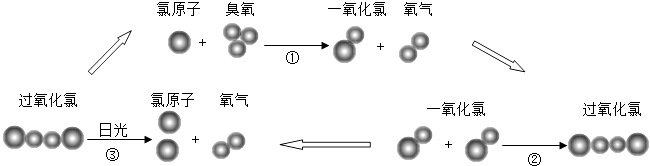 氯原子 臭氧 一氧化氯 氧气
+ ① +
过氧化氯 氯原子 氧气 一氧化氯 过氧化氯
日光 + + 
③ ②